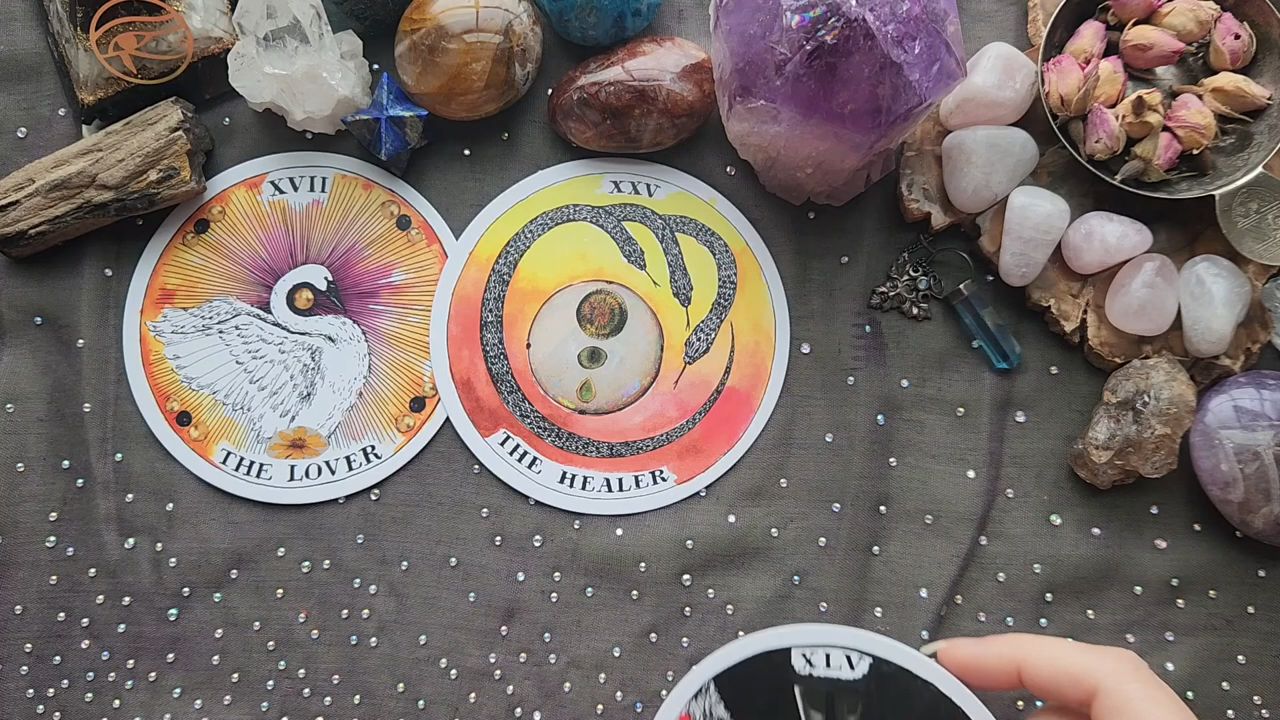 XVII
THE LOVER
XXV
THE HEALER
XLV